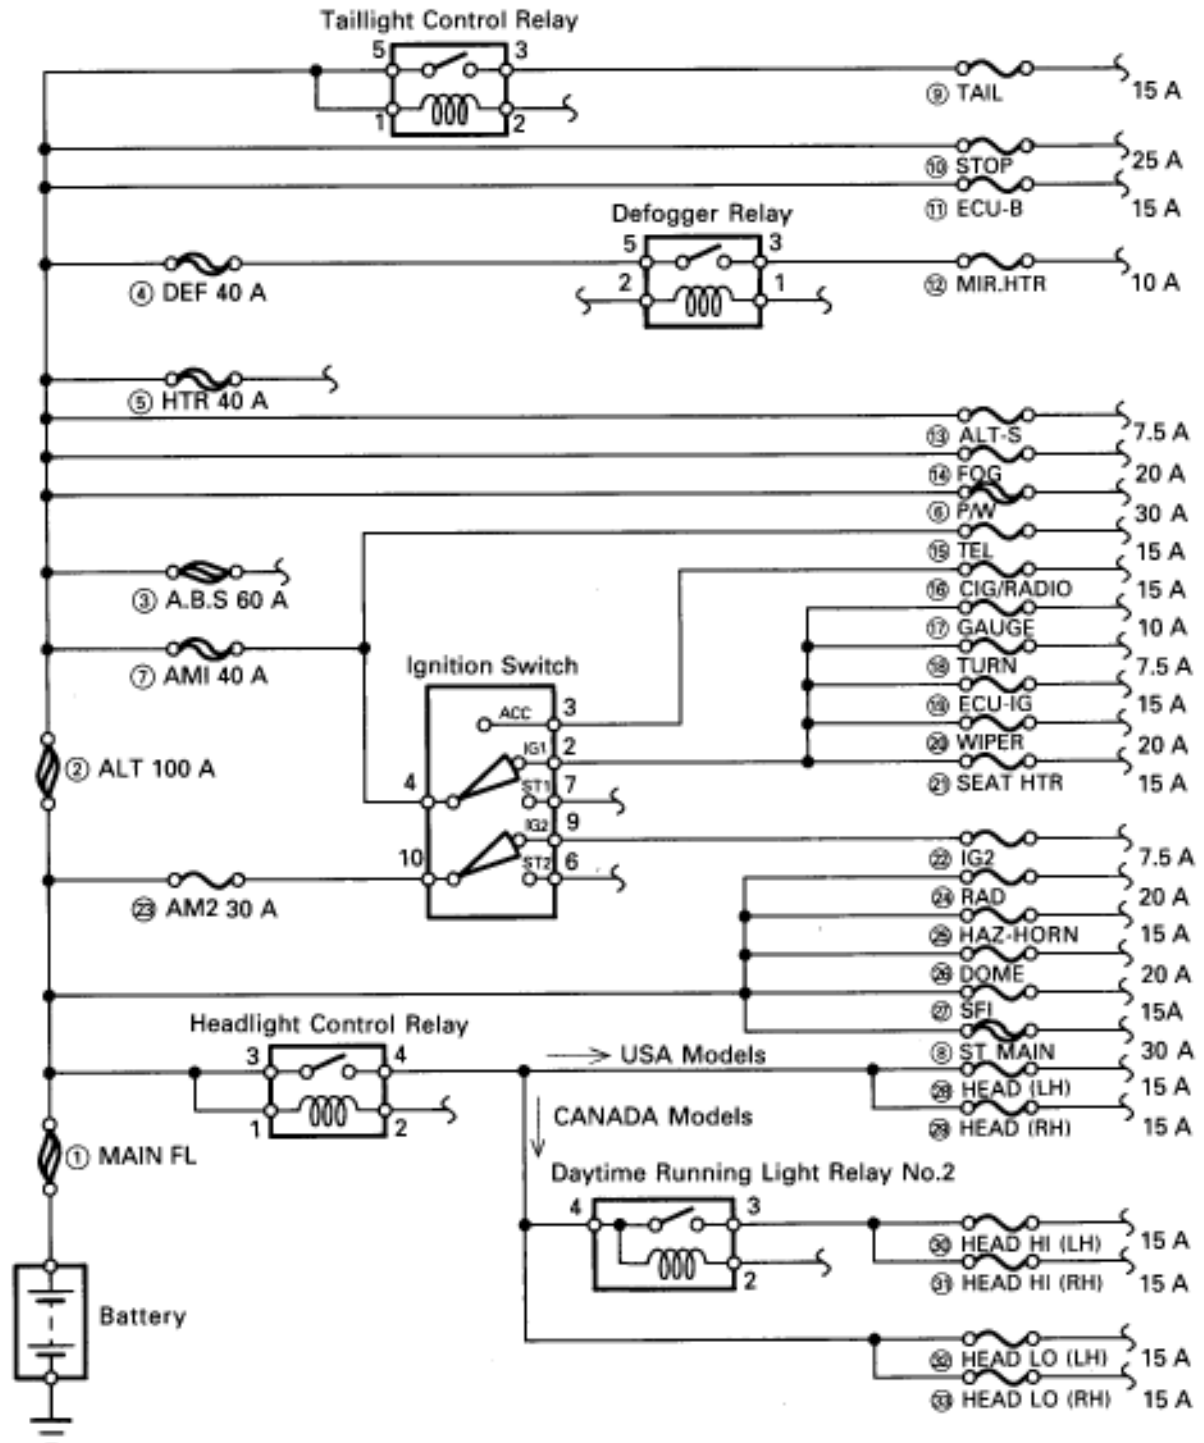 Taillight Control Relay
5 3
1 2
⑨ TAIL 15 A
⑩ STOP 25 A
⑪ ECU-B 15 A
Defogger Relay
5 3
2 1
④ DEF 40 A
⑫ MIR.HTR 10 A
⑤ HTR 40 A
⑬ ALT-S 7.5 A
⑭ FOG 20 A
⑥ P/W 30 A
⑮ TEL 15 A
③ A.B.S 60 A
⑯ CIG/RADIO 15 A
⑰ GAUGE 10 A
⑦ AMI 40 A
Ignition Switch
⑱ TURN 7.5 A
ACC 3
⑲ ECU-IG 15 A
IG1 2
⑳ WIPER 20 A
② ALT 100 A
4 ST1 7
㉑ SEAT HTR 15 A
IG2 9
10 ST2 6
㉒ IG2 7.5 A
㉓ AM2 30 A
㉔ RAD 20 A
㉕ HAZ-HORN 15 A
㉖ DOME 20 A
㉗ SFI 15A
Headlight Control Relay
3 4
1 2
⑧ ST MAIN 30 A
USA Models
㉘ HEAD (LH) 15 A
CANADA Models
㉙ HEAD (RH) 15 A
① MAIN FL
Daytime Running Light Relay No.2
4 3
2
㉚ HEAD HI (LH) 15 A
㉛ HEAD HI (RH) 15 A
Battery
㉜ HEAD LO (LH) 15 A
㉝ HEAD LO (RH) 15 A